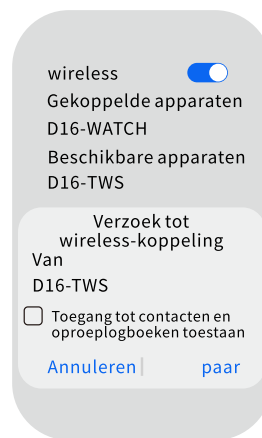 wireless
Gekoppelde apparaten
D16-WATCH
Beschikbare apparaten
D16-TWS
Verzoek tot
wireless-koppeling
Van
D16-TWS
Toegang tot contacten en
oproeplogboeken toestaan
Annuleren paar